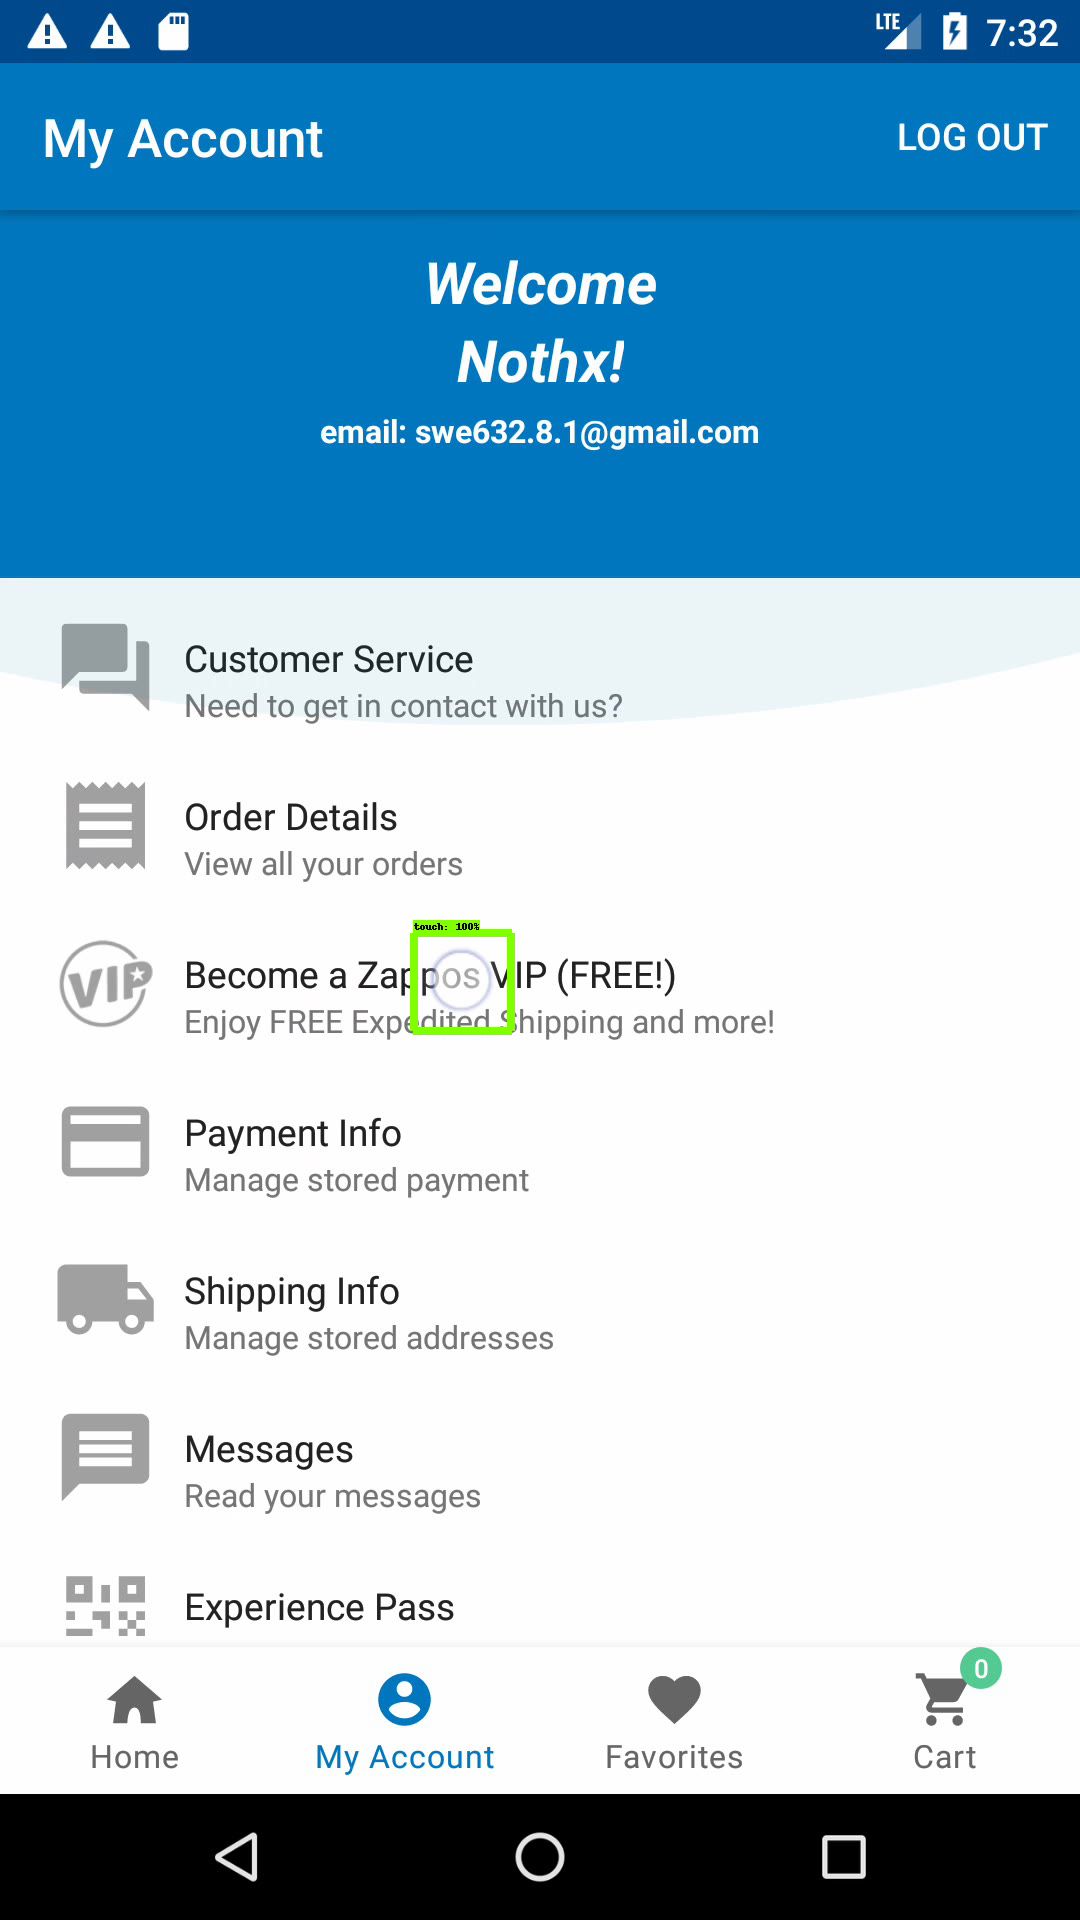 LTE 7:32
My Account LOG OUT
Welcome
Nothx!
email: swe632.8.1@gmail.com
Customer Service
Need to get in contact with us?
Order Details
View all your orders
touch: 100%
VIP
Become a Zappos VIP (FREE!)
Enjoy FREE Expedited Shipping and more!
Payment Info
Manage stored payment
Shipping Info
Manage stored addresses
Messages
Read your messages
Experience Pass
0
Home My Account Favorites Cart